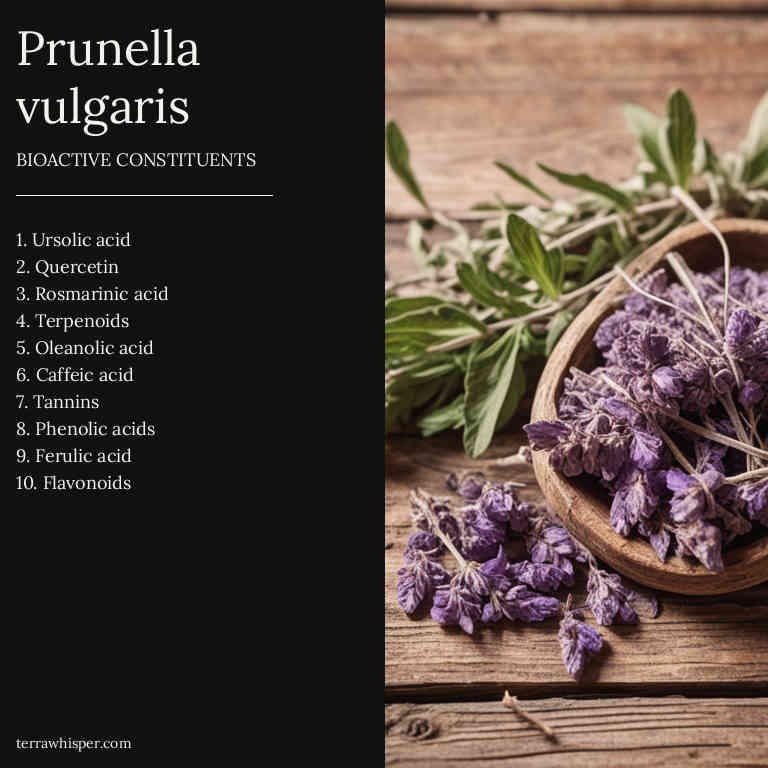 Prunella
vulgaris
BIOACTIVE CONSTITUENTS
1. Ursolic acid
2. Quercetin
3. Rosmarinic acid
4. Terpenoids
5. Oleanolic acid
6. Caffeic acid
7. Tannins
8. Phenolic acids
9. Ferulic acid
10. Flavonoids
terrawhisper.com